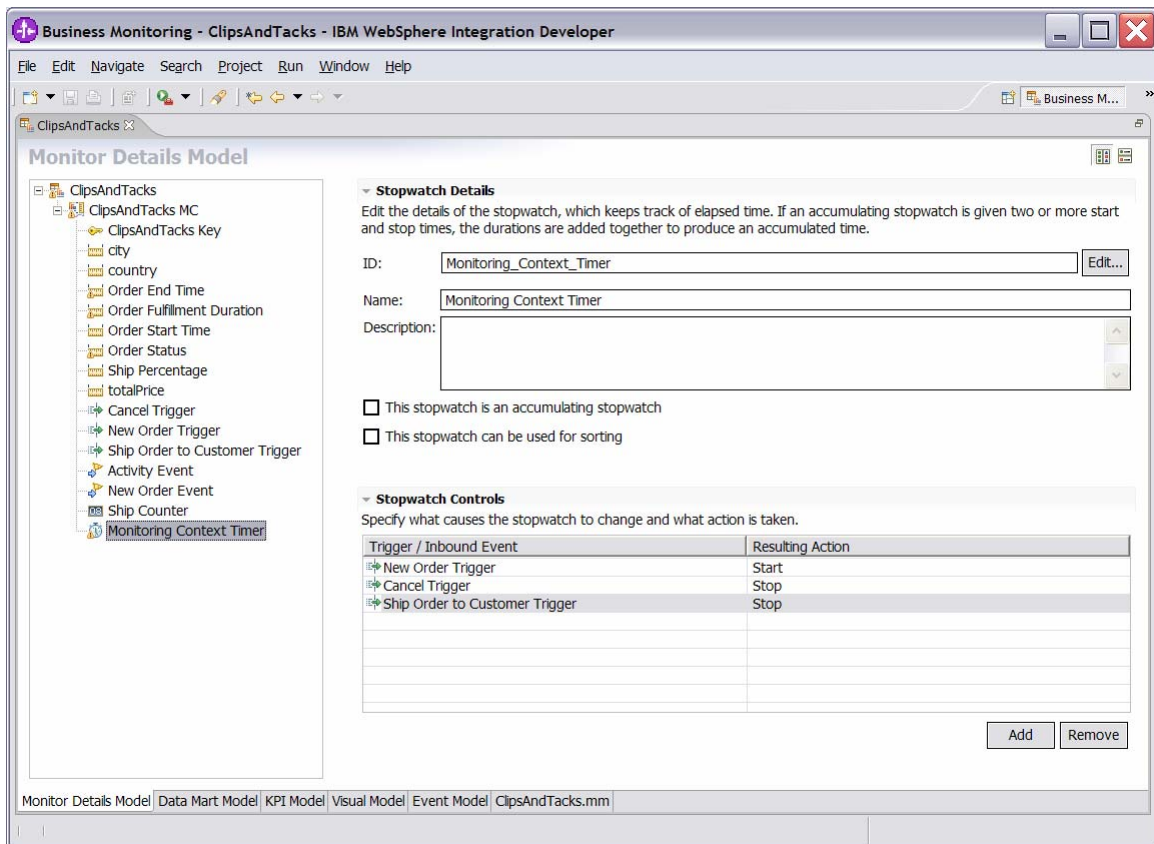 Business Monitoring - ClipsAndTacks - IBM WebSphere Integration Developer
File Edit Navigate Search Project Run Window Help
Business M...
ClipsAndTacks
Monitor Details Model
ClipsAndTacks
ClipsAndTacks MC
ClipsAndTacks Key
city
country
Order End Time
Order Fulfillment Duration
Order Start Time
Order Status
Ship Percentage
totalPrice
Cancel Trigger
New Order Trigger
Ship Order to Customer Trigger
Activity Event
New Order Event
Ship Counter
Monitoring Context Timer
Stopwatch Details
Edit the details of the stopwatch, which keeps track of elapsed time. If an accumulating stopwatch is given two or more start
and stop times, the durations are added together to produce an accumulated time.
ID: Monitoring_Context_Timer Edit...
Name: Monitoring Context Timer
Description:
This stopwatch is an accumulating stopwatch
This stopwatch can be used for sorting
Stopwatch Controls
Specify what causes the stopwatch to change and what action is taken.
Trigger / Inbound Event Resulting Action
New Order Trigger Start
Cancel Trigger Stop
Ship Order to Customer Trigger Stop
Add Remove
Monitor Details Model Data Mart Model KPI Model Visual Model Event Model ClipsAndTacks.mm